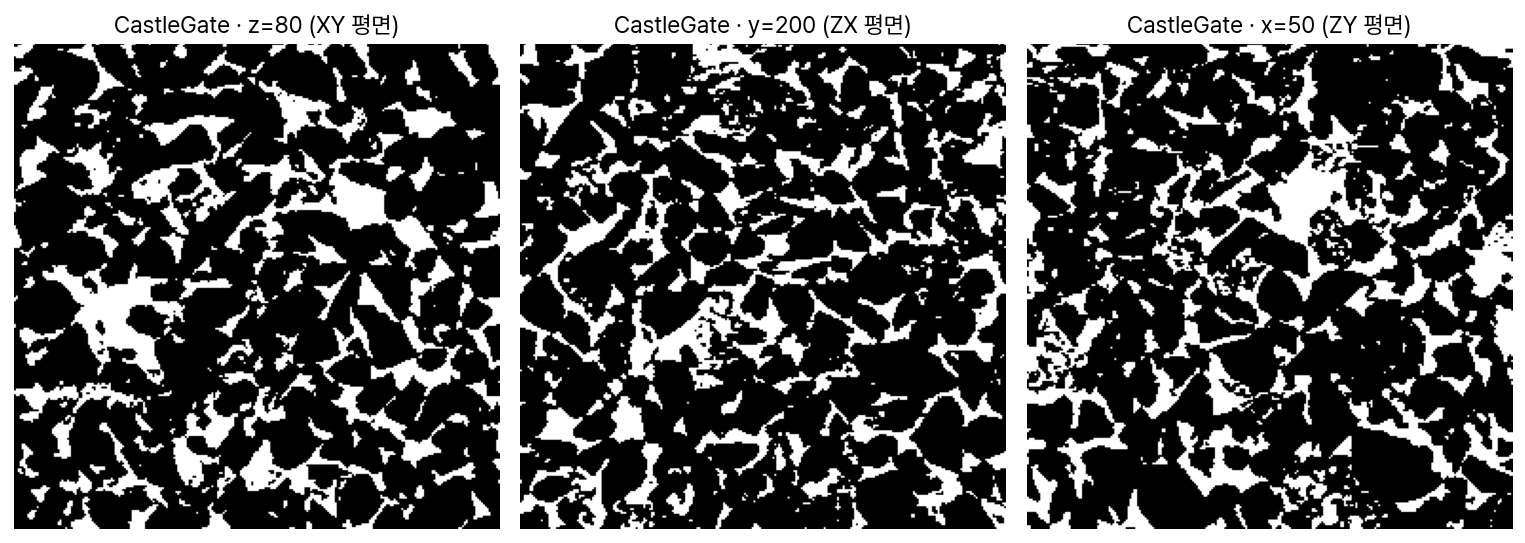 CastleGate · z=80 (XY 평면)
CastleGate · y=200 (ZX 평면)
CastleGate · x=50 (ZY 평면)